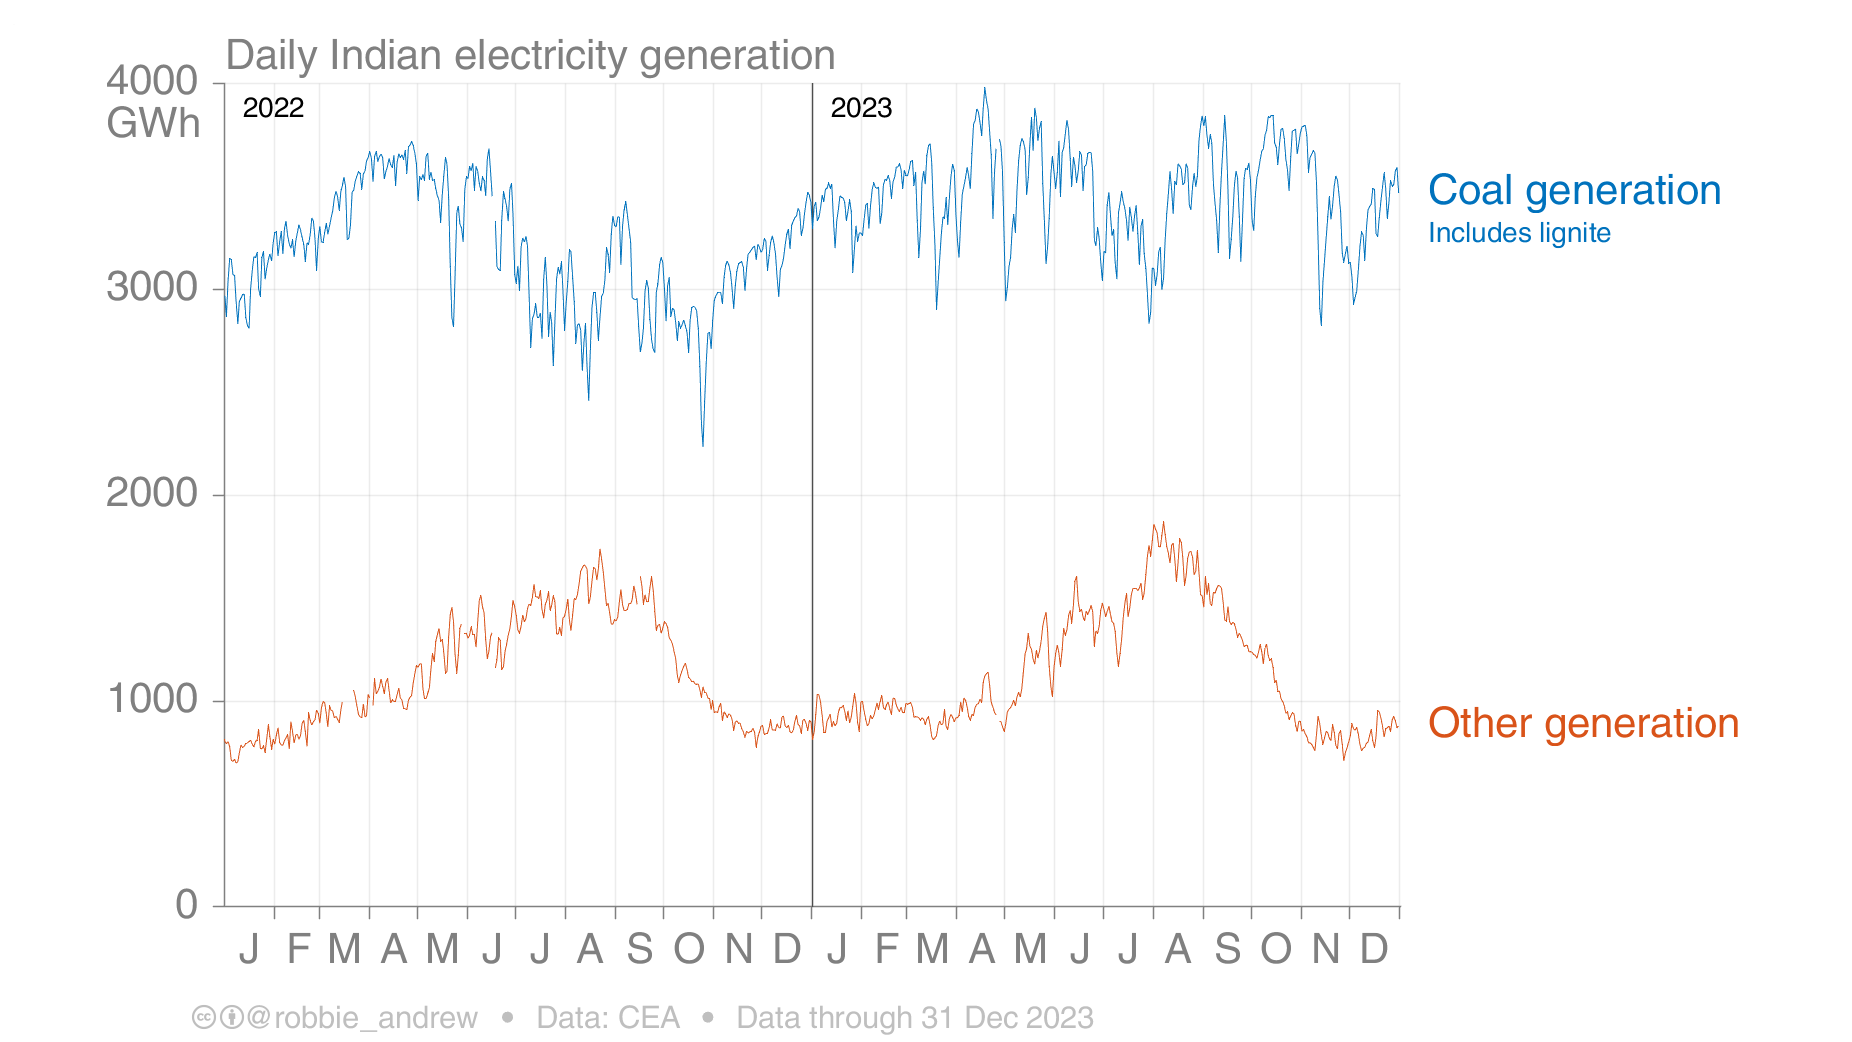 Daily Indian electricity generation
4000
GWh
2022
2023
3000
2000
1000
0
Coal generation
Includes lignite
Other generation
J F M A M J J A S O N D J F M A M J J A S O N D
cc @robbie_andrew • Data: CEA • Data through 31 Dec 2023